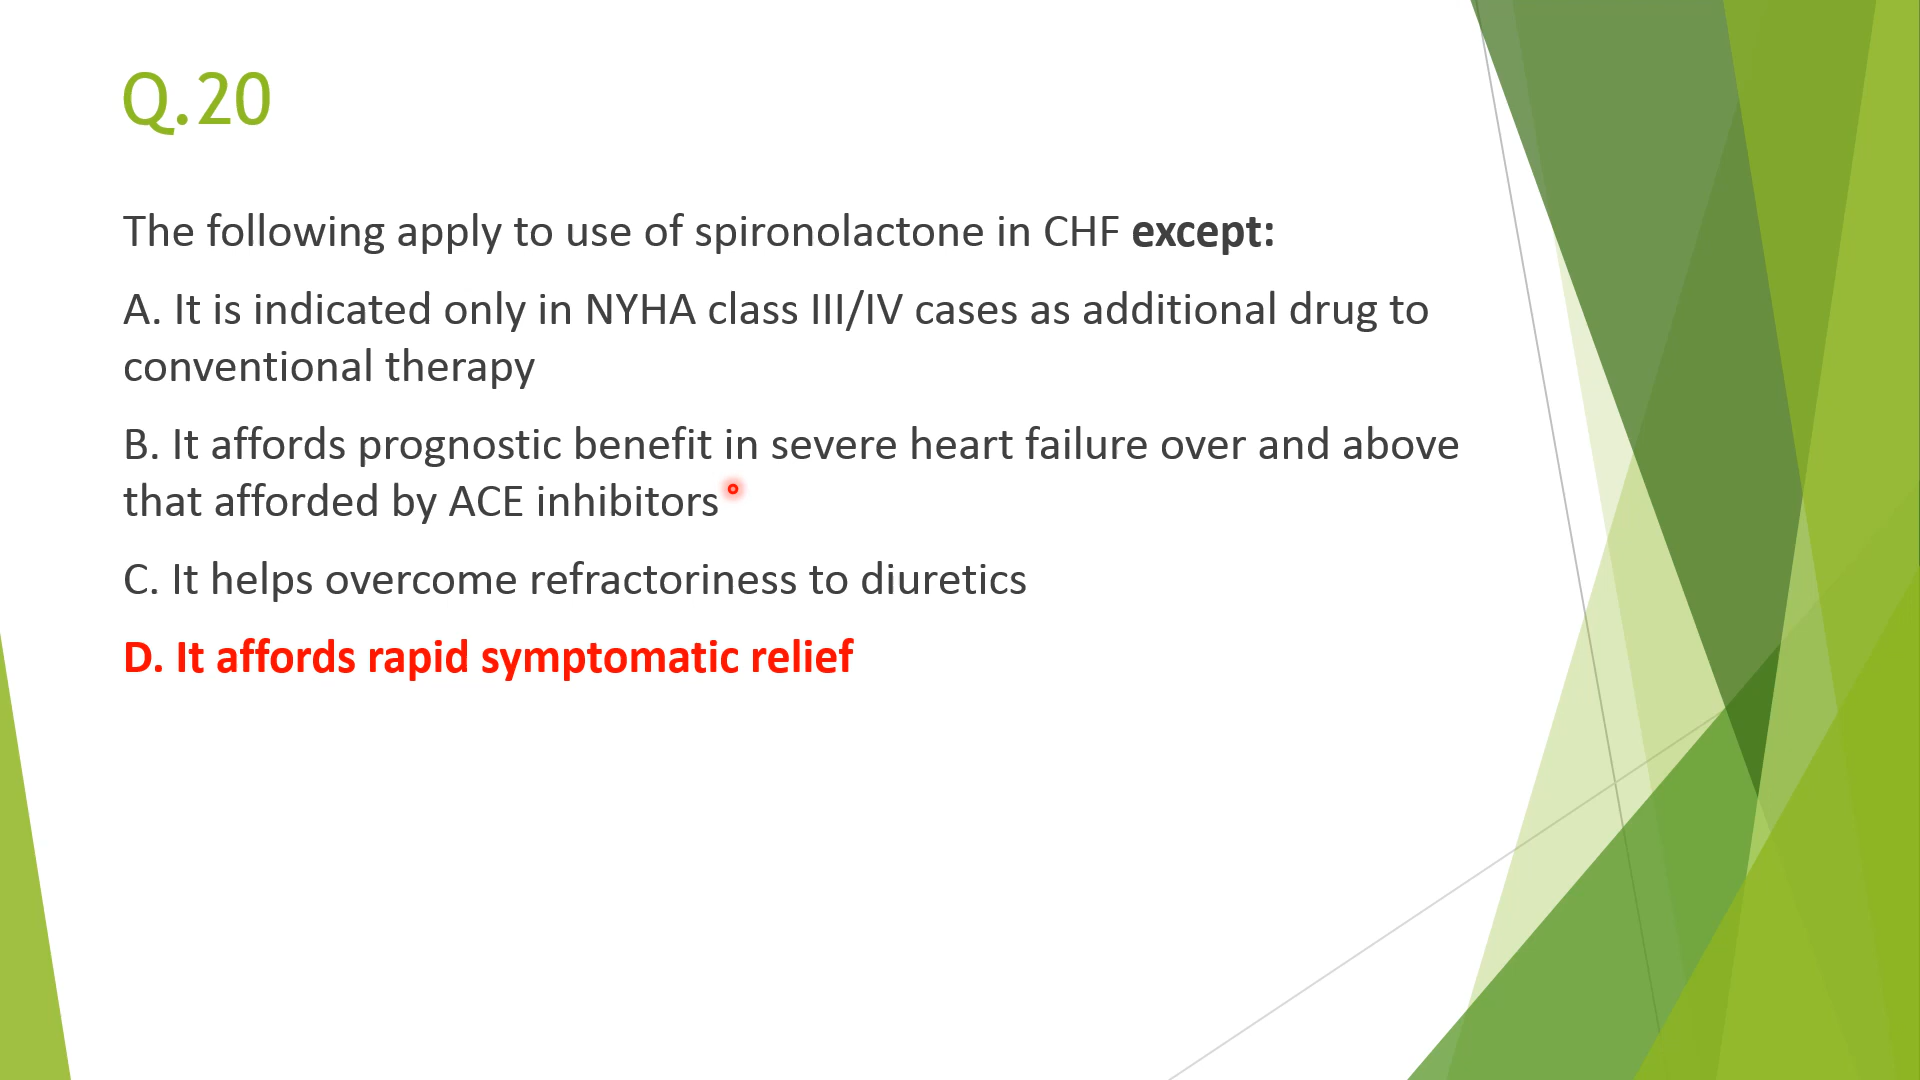 Q.20
The following apply to use of spironolactone in CHF except:
A. It is indicated only in NYHA class III/IV cases as additional drug to
conventional therapy
B. It affords prognostic benefit in severe heart failure over and above
that afforded by ACE inhibitors
C. It helps overcome refractoriness to diuretics
D. It affords rapid symptomatic relief